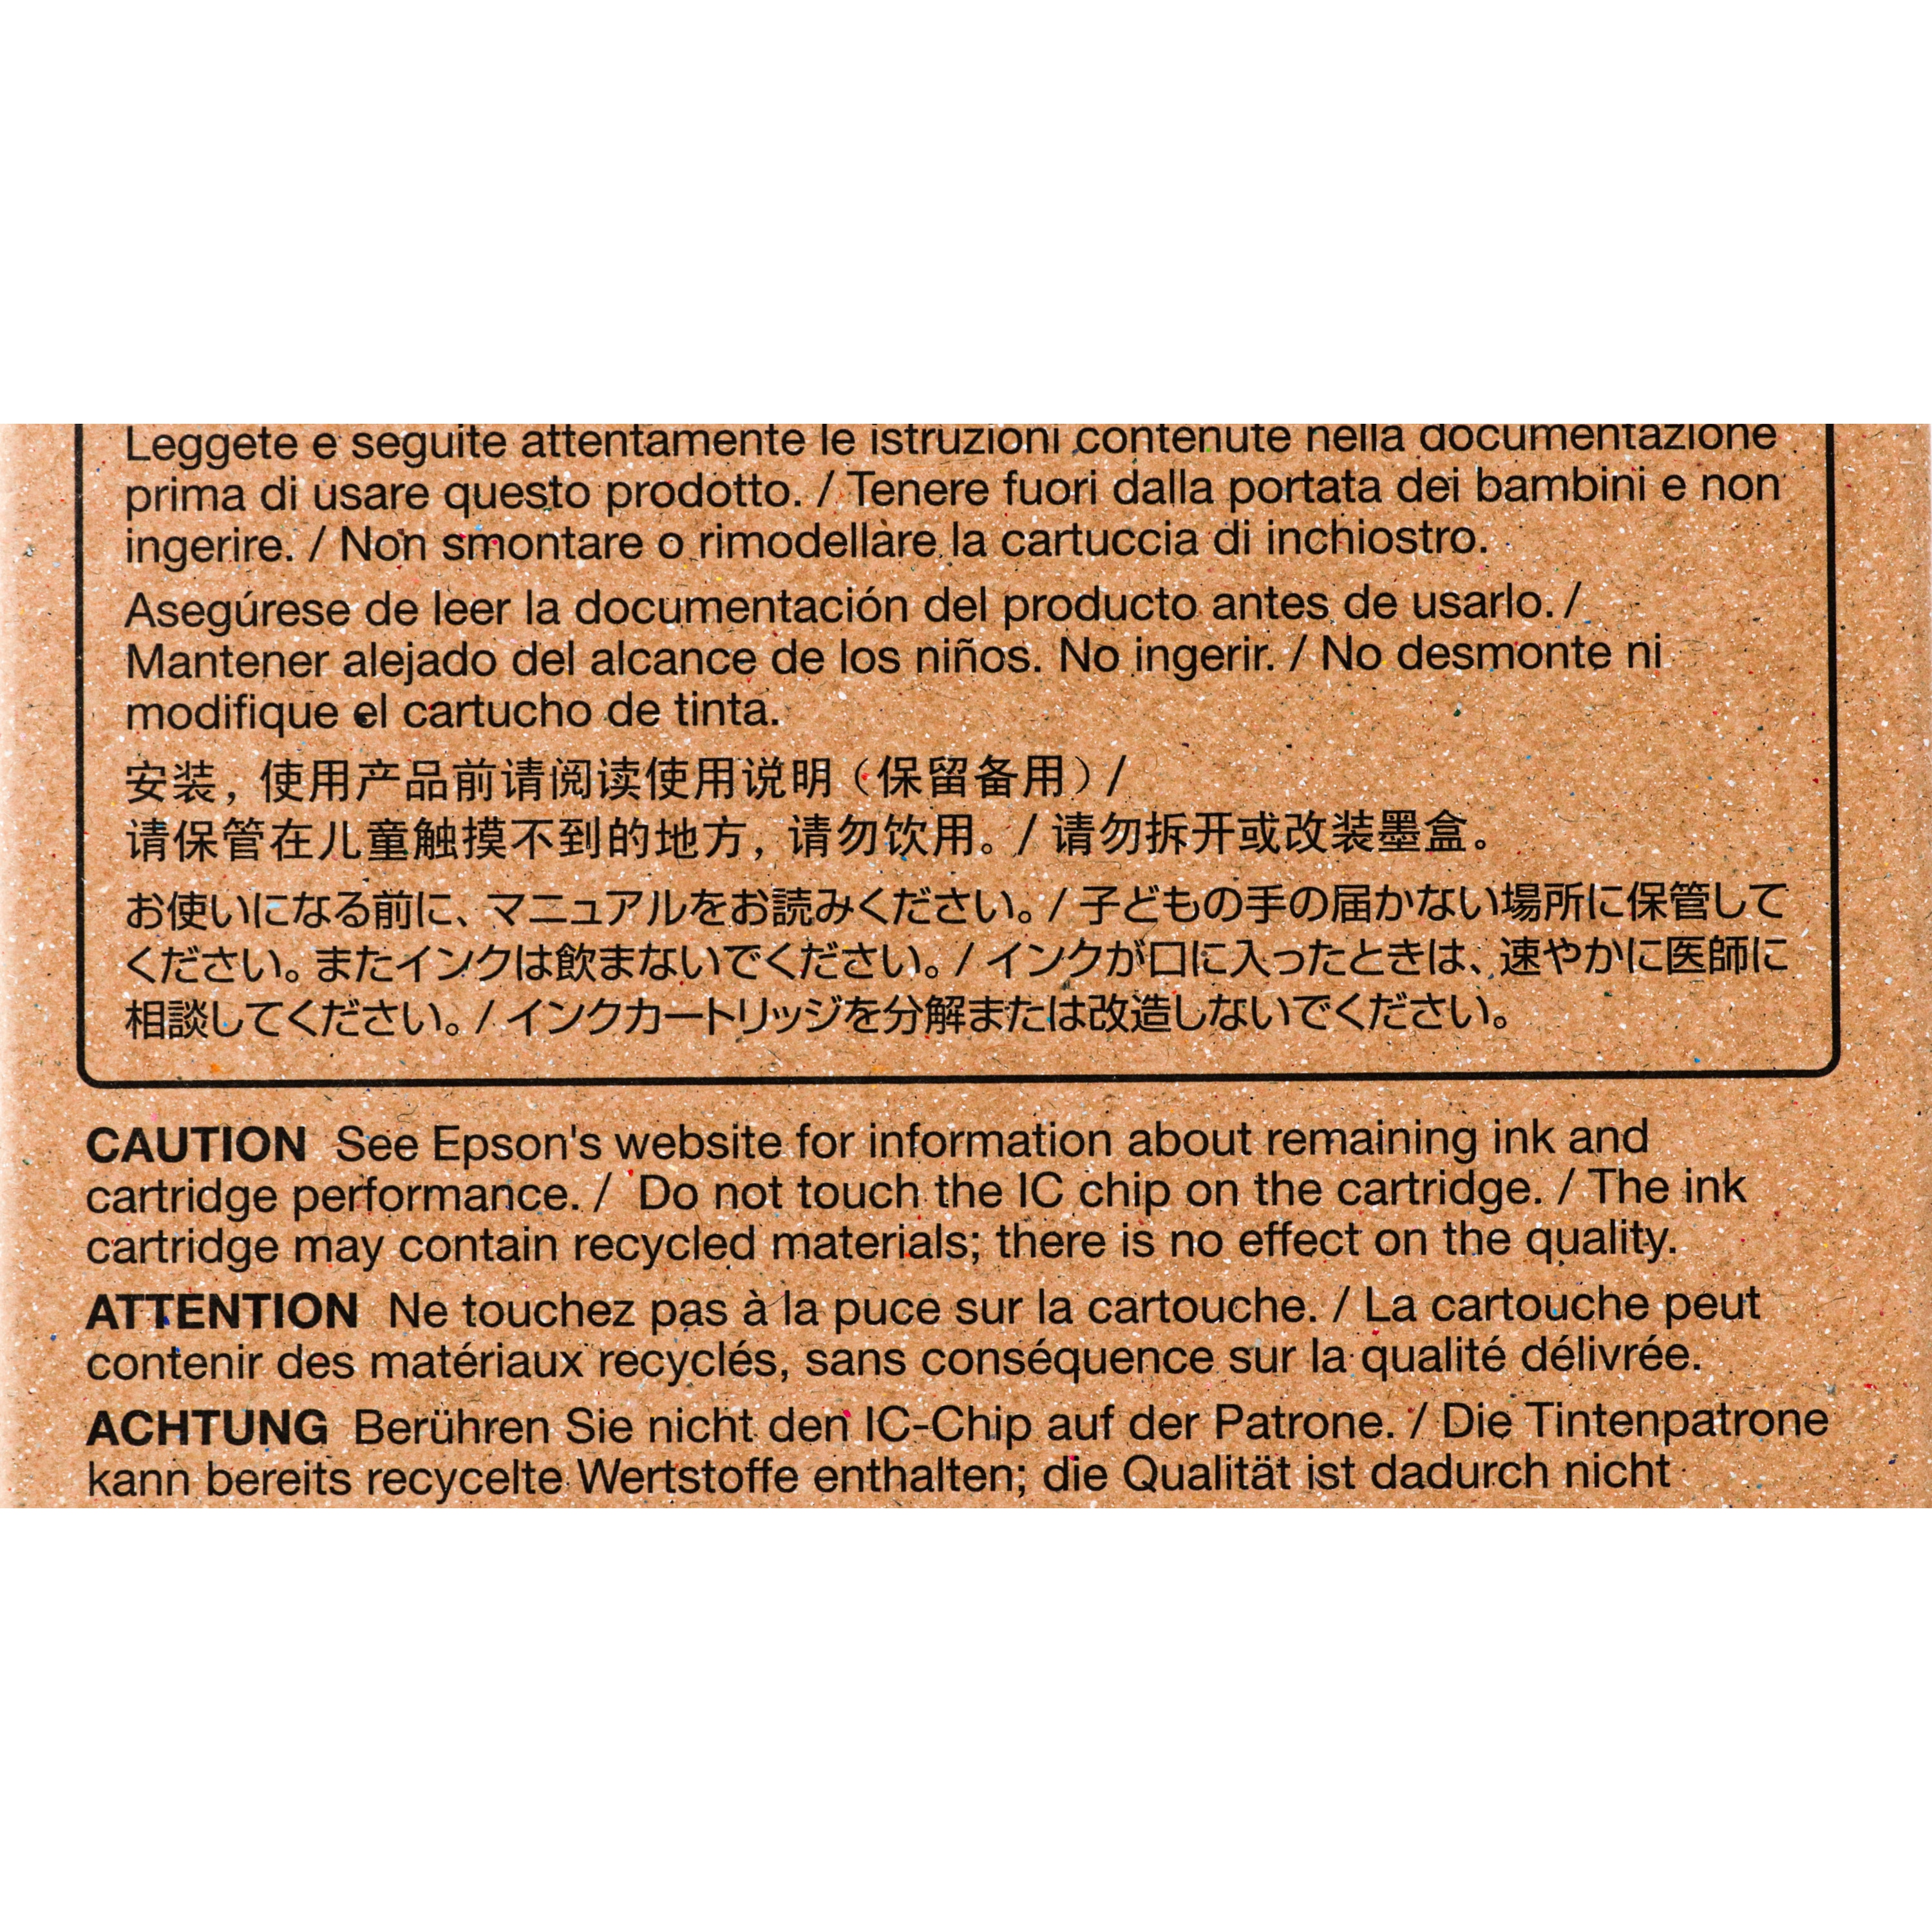 Leggete e seguite attentamente le istruzioni contenute nella documentazione
prima di usare questo prodotto. / Tenere fuori dalla portata dei bambini e non
ingerire. / Non smontare o rimodellare la cartuccia di inchiostro.
Asegúrese de leer la documentación del producto antes de usarlo. /
Mantener alejado del alcance de los niños. No ingerir. / No desmonte ni
modifique el cartucho de tinta.
安装，使用产品前请阅读使用说明（保留备用）/
请保管在儿童触摸不到的地方，请勿饮用。/ 请勿拆开或改装墨盒。
お使いになる前に、マニュアルをお読みください。/ 子どもの手の届かない場所に保管して
ください。またインクは飲まないでください。/ インクが口に入ったときは、速やかに医師に
相談してください。/ インクカートリッジを分解または改造しないでください。
CAUTION See Epson's website for information about remaining ink and
cartridge performance. / Do not touch the IC chip on the cartridge. / The ink
cartridge may contain recycled materials; there is no effect on the quality.
ATTENTION Ne touchez pas à la puce sur la cartouche. / La cartouche peut
contenir des matériaux recyclés, sans conséquence sur la qualité délivrée.
ACHTUNG Berühren Sie nicht den IC-Chip auf der Patrone. / Die Tintenpatrone
kann bereits recycelte Wertstoffe enthalten; die Qualität ist dadurch nicht